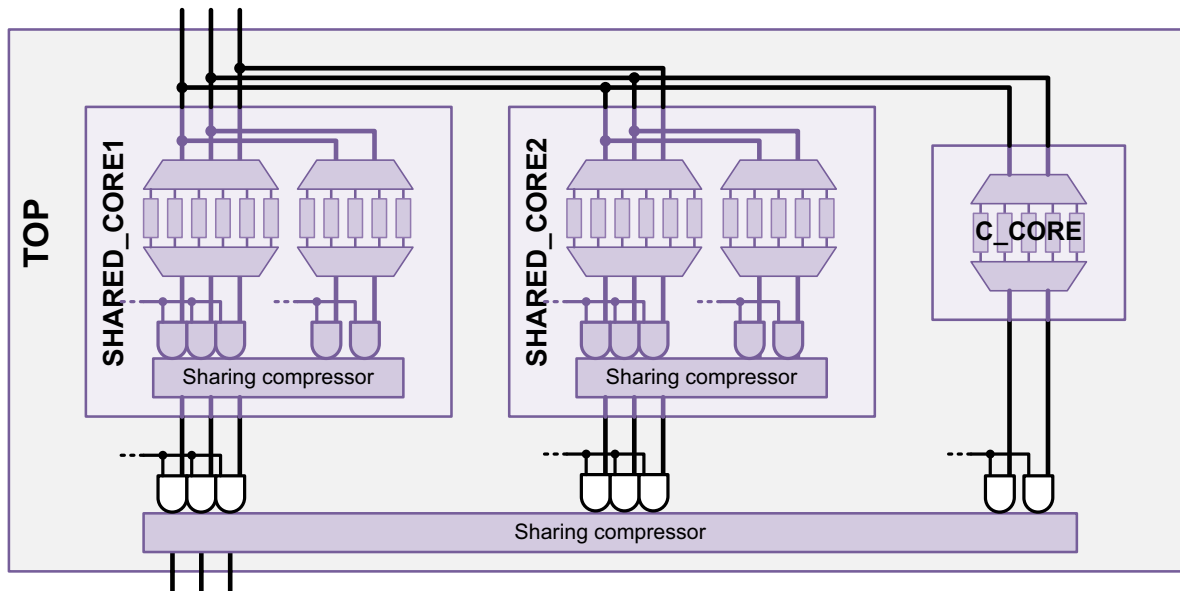 TOP
SHARED_CORE1
SHARED_CORE2
C_CORE
Sharing compressor
Sharing compressor
Sharing compressor